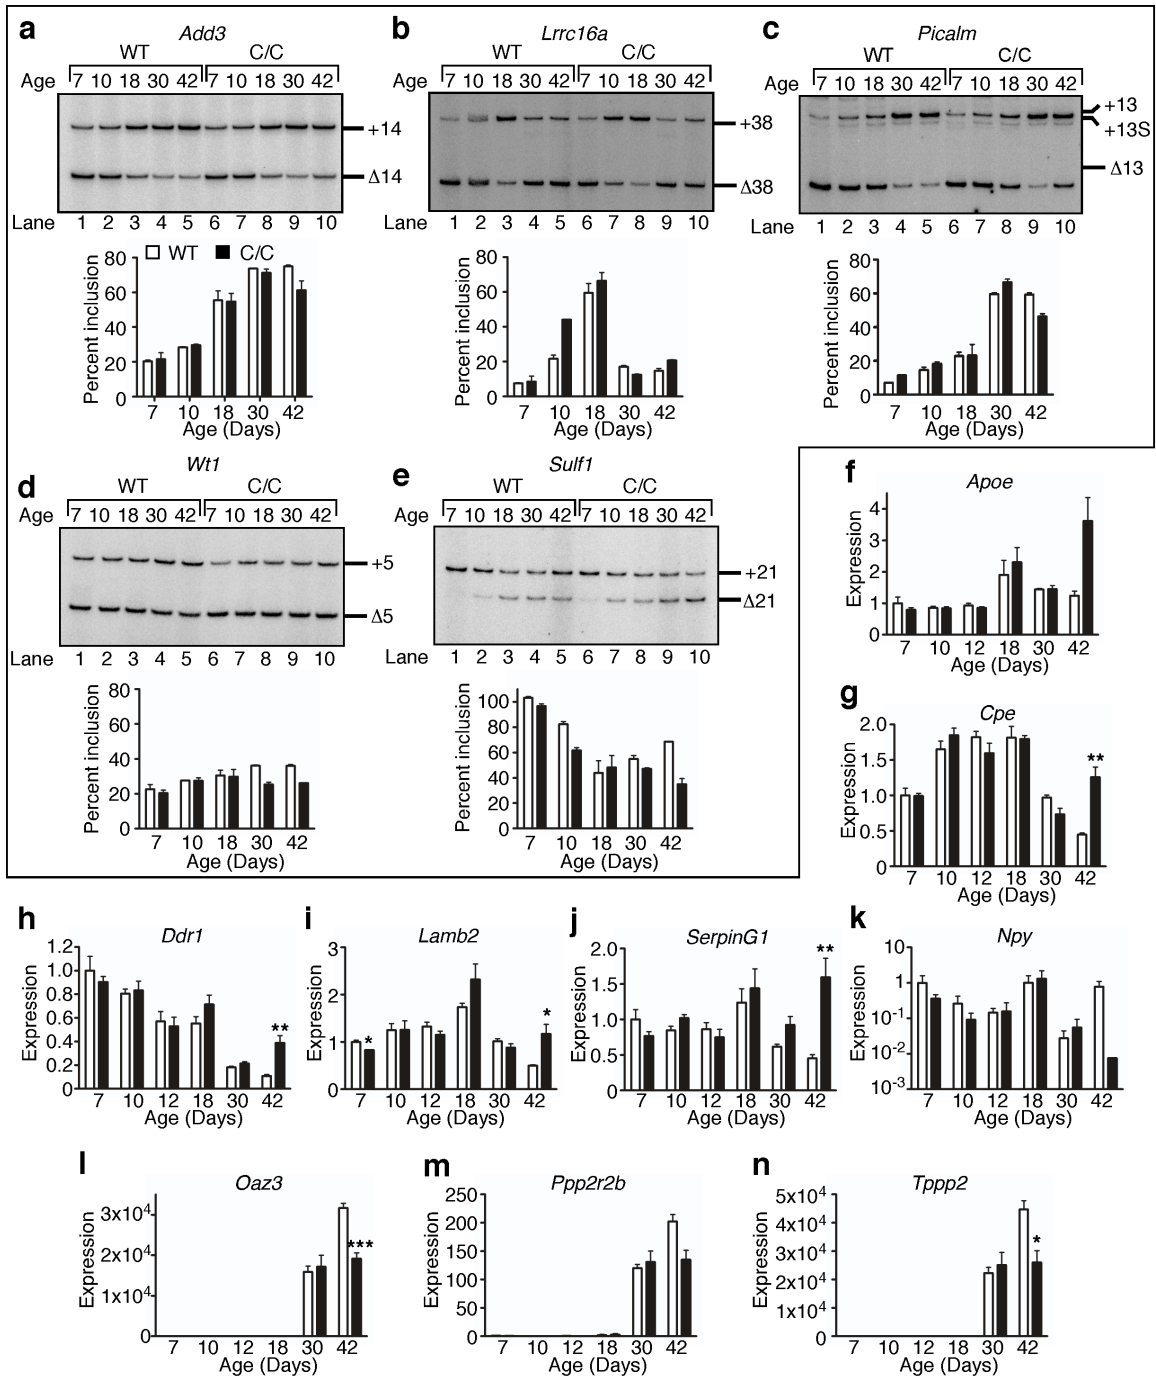 a
Add3
WT C/C
Age 7 10 18 30 42 7 10 18 30 42
+14
Δ14
Lane 1 2 3 4 5 6 7 8 9 10
WT C/C
Percent inclusion
80
60
40
20
0
7 10 18 30 42
Age (Days)
b
Lrrc16a
WT C/C
Age 7 10 18 30 42 7 10 18 30 42
+38
Δ38
Lane 1 2 3 4 5 6 7 8 9 10
Percent inclusion
80
60
40
20
0
7 10 18 30 42
Age (Days)
c
Picalm
WT C/C
Age 7 10 18 30 42 7 10 18 30 42
+13
+13S
Δ13
Lane 1 2 3 4 5 6 7 8 9 10
Percent inclusion
80
60
40
20
0
7 10 18 30 42
Age (Days)
d
Wt1
WT C/C
Age 7 10 18 30 42 7 10 18 30 42
+5
Δ5
Lane 1 2 3 4 5 6 7 8 9 10
Percent inclusion
80
60
40
20
0
7 10 18 30 42
Age (Days)
e
Sulf1
WT C/C
Age 7 10 18 30 42 7 10 18 30 42
+21
Δ21
Lane 1 2 3 4 5 6 7 8 9 10
Percent inclusion
100
80
60
40
20
0
7 10 18 30 42
Age (Days)
f
Apoe
Expression
4
3
2
1
0
7 10 12 18 30 42
Age (Days)
g
Cpe
Expression
2.0
1.5
1.0
0.5
0
**
7 10 12 18 30 42
Age (Days)
h
Ddr1
Expression
1.2
1.0
0.8
0.6
0.4
0.2
0
**
7 10 12 18 30 42
Age (Days)
i
Lamb2
Expression
3
2
1
0
*
*
7 10 12 18 30 42
Age (Days)
j
SerpinG1
Expression
2.0
1.5
1.0
0.5
0
**
7 10 12 18 30 42
Age (Days)
k
Npy
Expression
10
1
10-1
10-2
10-3
7 10 12 18 30 42
Age (Days)
l
Oaz3
Expression
3x10⁴
2x10⁴
1x10⁴
0
***
7 10 12 18 30 42
Age (Days)
m
Ppp2r2b
Expression
250
200
150
100
50
0
7 10 12 18 30 42
Age (Days)
n
Tppp2
Expression
5x10⁴
4x10⁴
3x10⁴
2x10⁴
1x10⁴
0
*
7 10 12 18 30 42
Age (Days)